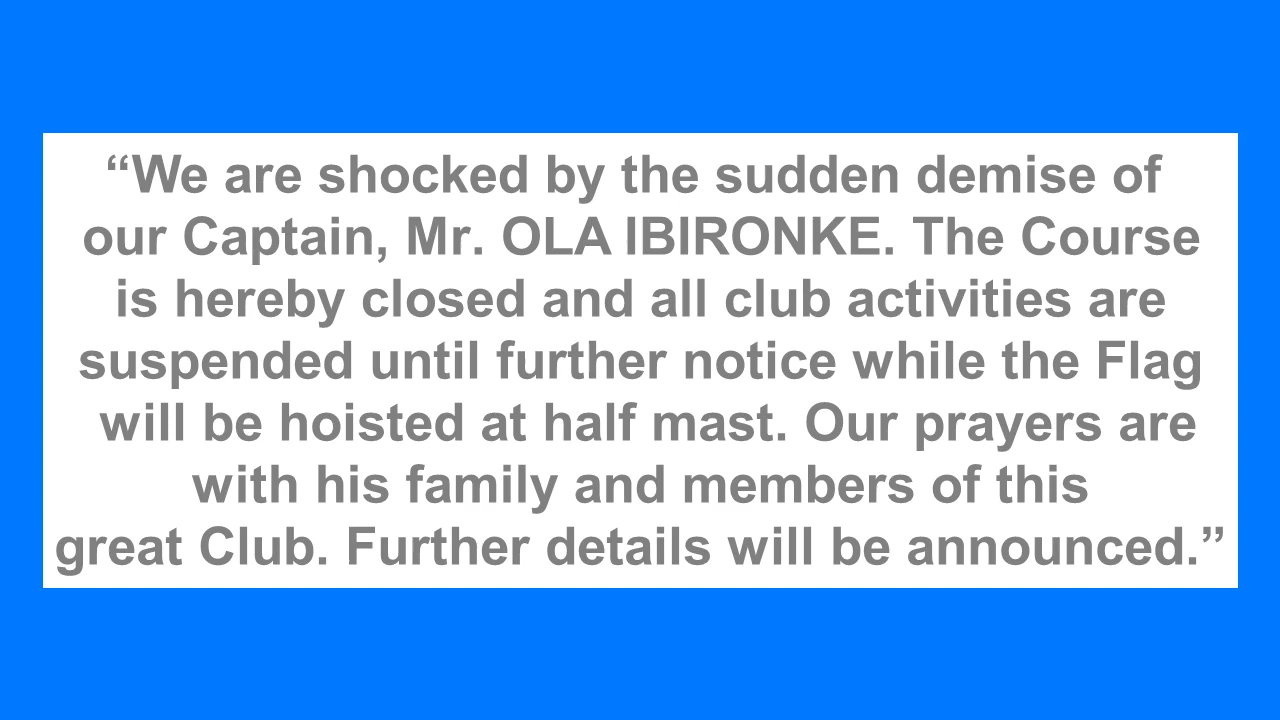 “We are shocked by the sudden demise of
our Captain, Mr. OLA IBIRONKE. The Course
is hereby closed and all club activities are
suspended until further notice while the Flag
will be hoisted at half mast. Our prayers are
with his family and members of this
great Club. Further details will be announced.”